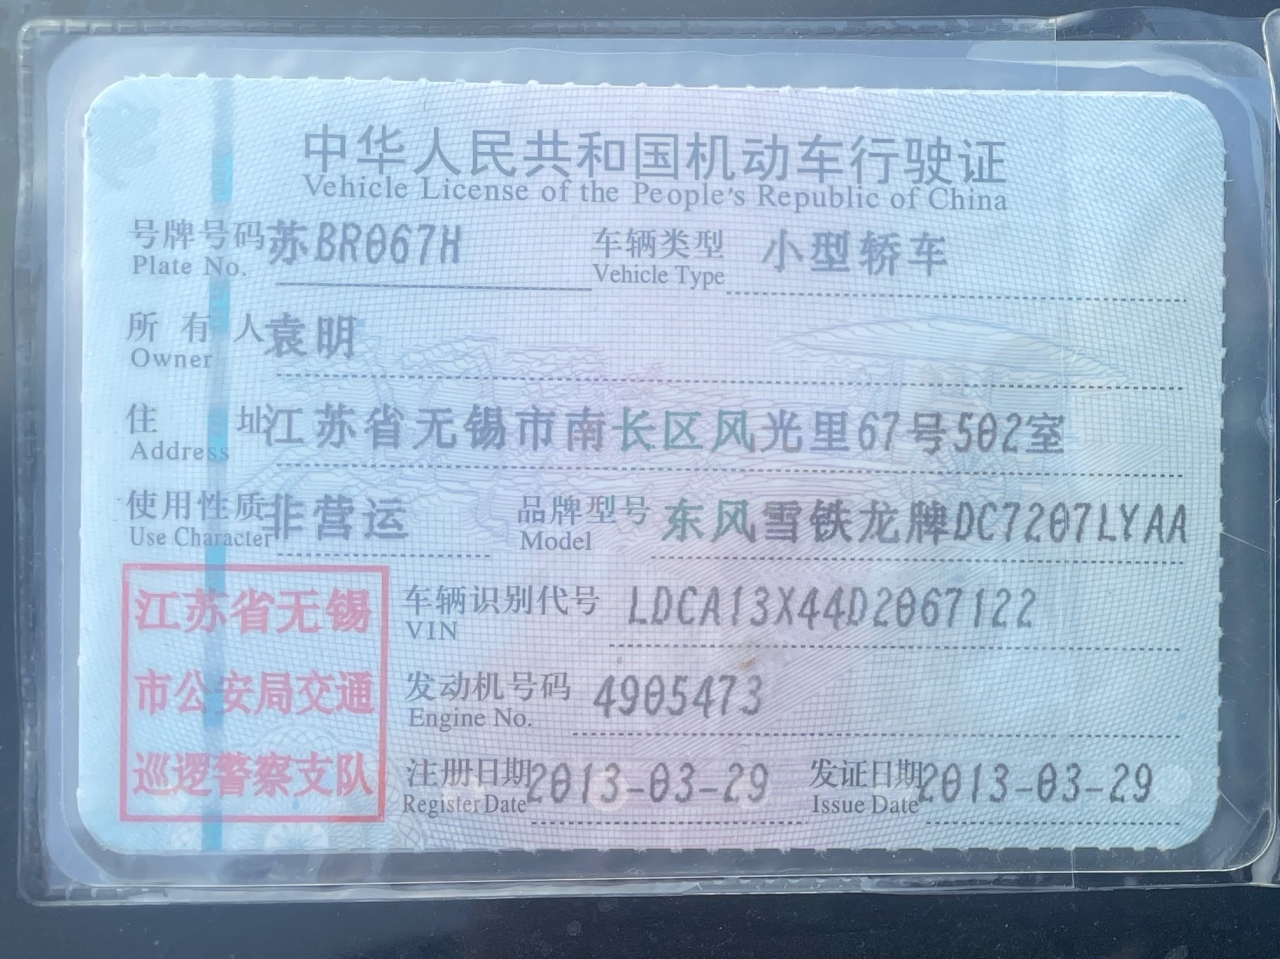 中华人民共和国机动车行驶证
Vehicle License of the People's Republic of China
号牌号码 苏BR067H 车辆类型 小型轿车
Plate No. Vehicle Type
所有人 袁明
Owner
住址 江苏省无锡市南长区风光里67号502室
Address
使用性质 非营运 品牌型号 东风雪铁龙牌DC7207LYAA
Use Character Model
江苏省无锡
市公安局交通
巡逻警察支队
车辆识别代号 LDCA13X44D2067122
VIN
发动机号码 4905473
Engine No.
注册日期 2013-03-29 发证日期 2013-03-29
Register Date Issue Date